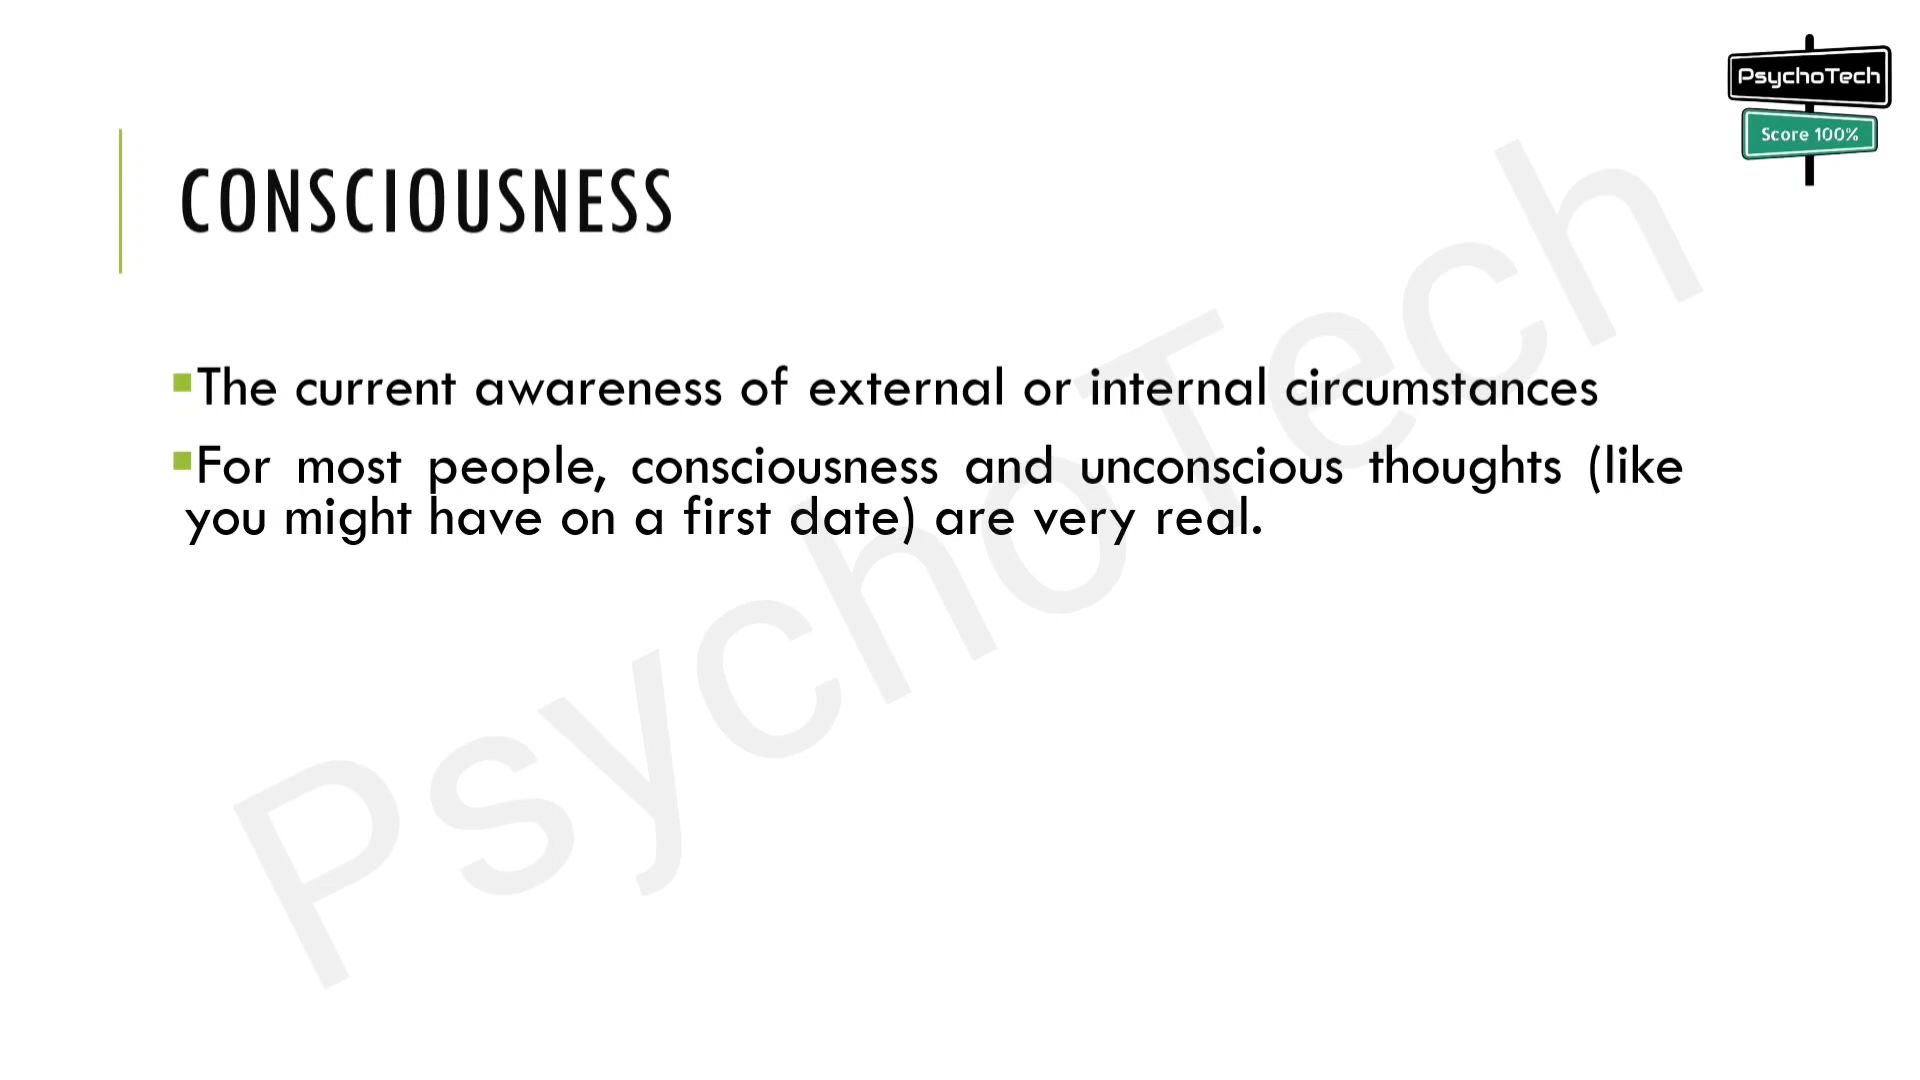 PsychoTech
Score 100%
CONSCIOUSNESS
The current awareness of external or internal circumstances
For most people, consciousness and unconscious thoughts (like
you might have on a first date) are very real.
PsychoTech